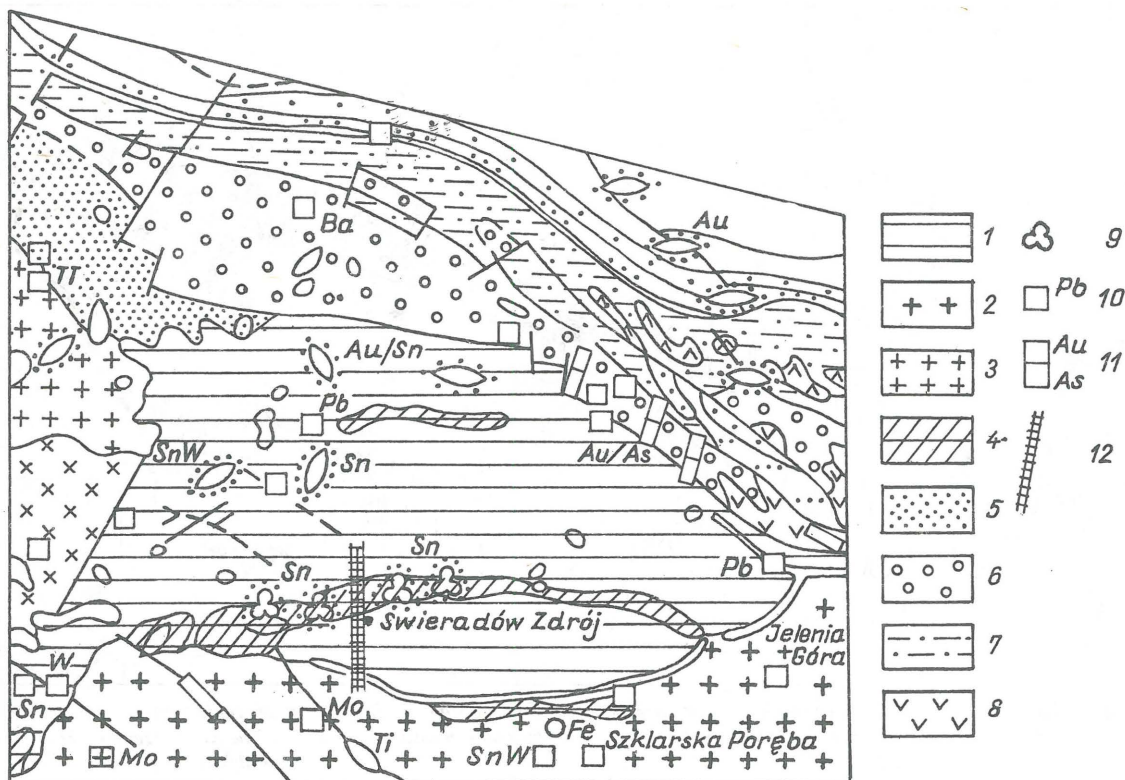 Au
Ba
TT
Au/Sn
Pb
SnW
Sn
Au/As
Sn
Sn
Pb
Świeradów Zdrój
Jelenia
Góra
W
Sn
Mo
Mo
Ti
Fe
SnW
Szklarska Poręba
1
2
3
4
5
6
7
8
9
Pb 10
Au
As 11
12